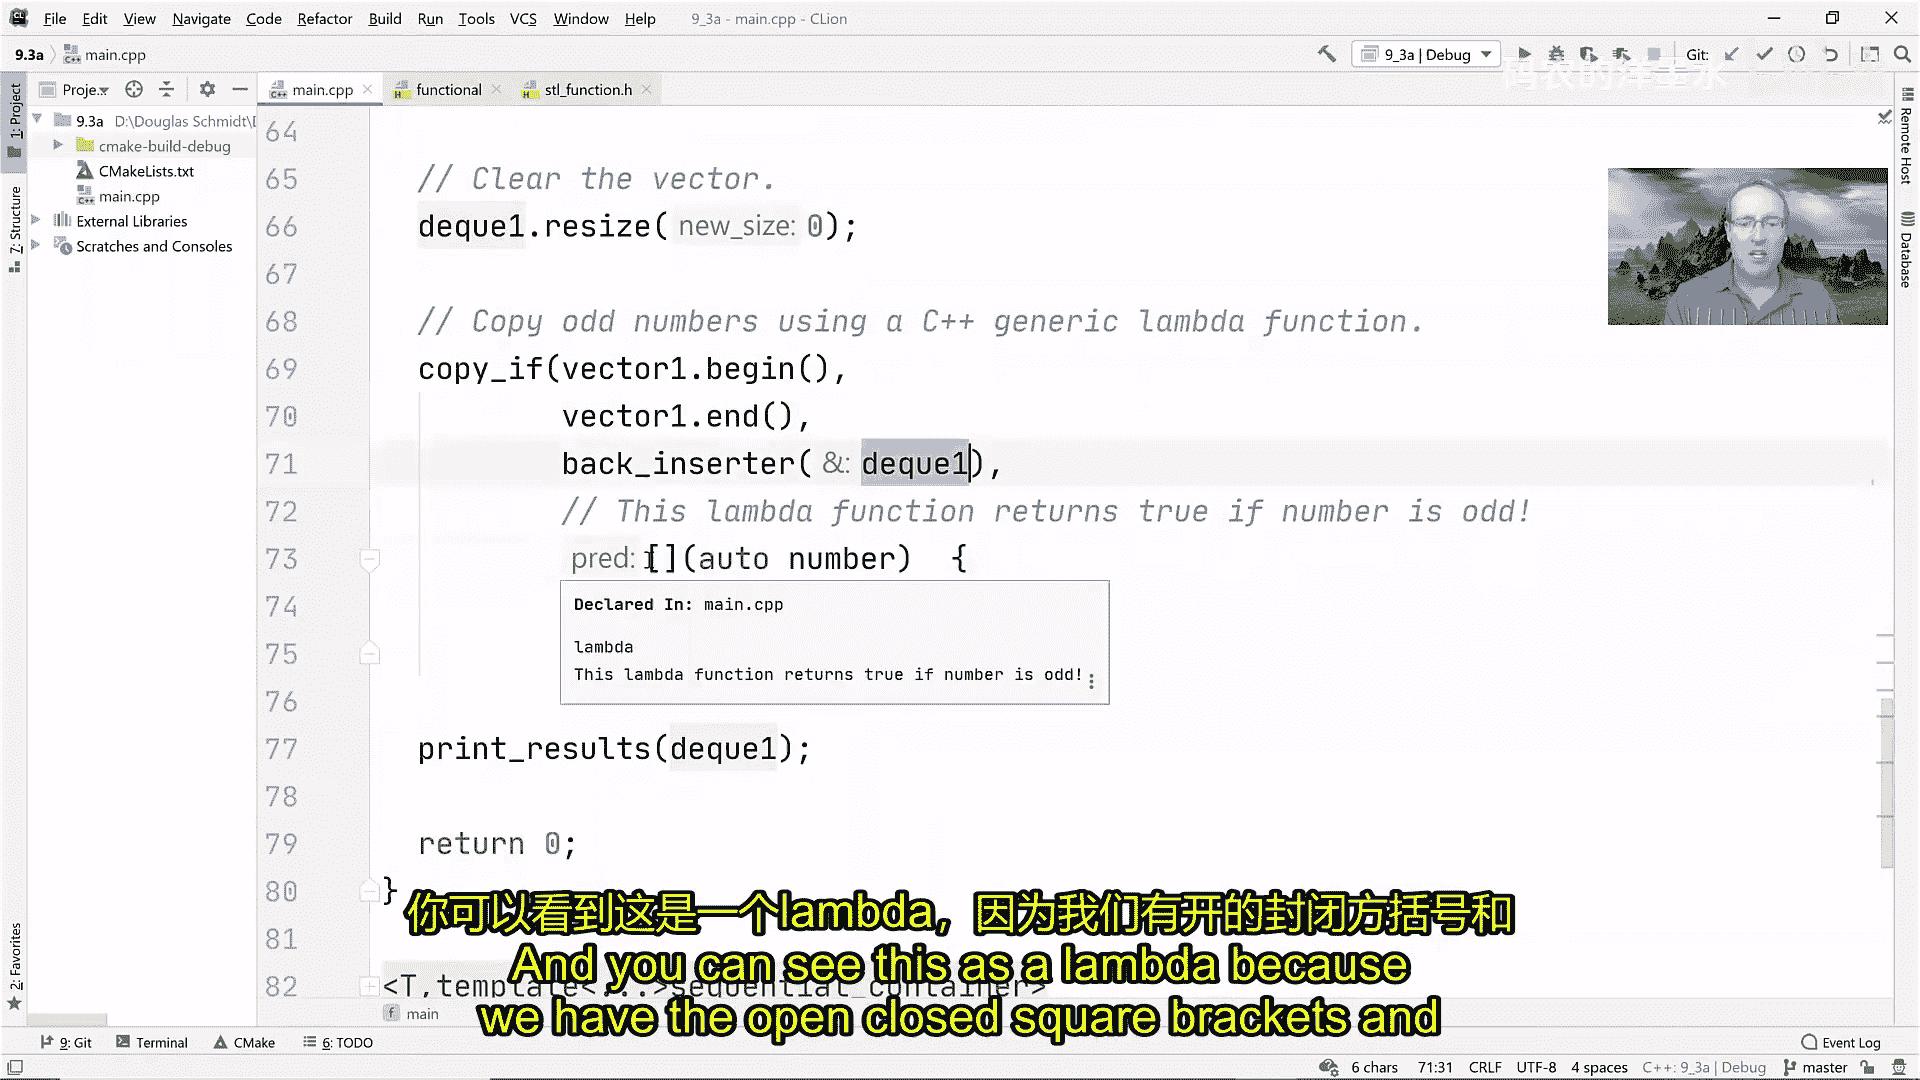 File Edit View Navigate Code Refactor Build Run Tools VCS Window Help 9_3a - main.cpp - CLion
9.3a main.cpp 9_3a | Debug Git:
码农的洋墨水
1: Project
Proje... main.cpp functional stl_function.h
9.3a D:\Douglas Schmidt\
cmake-build-debug
CMakeLists.txt
main.cpp
External Libraries
Scratches and Consoles
7: Structure
2: Favorites
Remote Host
Database
64
65 // Clear the vector.
66 deque1.resize( new_size: 0);
67
68 // Copy odd numbers using a C++ generic lambda function.
69 copy_if(vector1.begin(),
70 vector1.end(),
71 back_inserter( &: deque1),
72 // This lambda function returns true if number is odd!
73 pred: [](auto number) {
74
75
76
Declared In: main.cpp
lambda
This lambda function returns true if number is odd!
77 print_results(deque1);
78
79 return 0;
80 }
81
82 <T,template<...>sequential_container>
你可以看到这是一个lambda，因为我们有开的封闭方括号和
And you can see this as a lambda because
we have the open closed square brackets and
f main
9: Git Terminal CMake 6: TODO Event Log
6 chars 71:31 CRLF UTF-8 4 spaces C++: 9_3a | Debug master